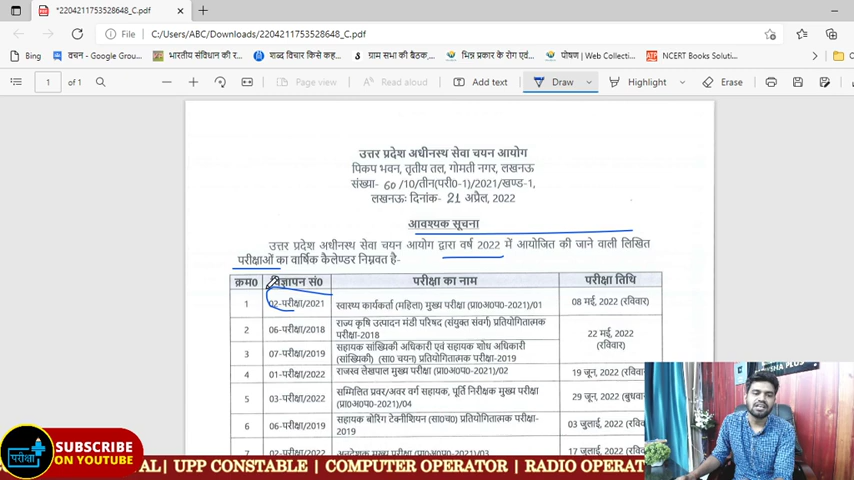 *2204211753528648_C.pdf
File | C:/Users/ABC/Downloads/2204211753528648_C.pdf
Bing वचन - Google Grou... भारतीय संविधान की र... शब्द विचार किसे कह... ग्राम सभा की बैठक,... भिन्न प्रकार के रोग एवं... पोषण | Web Collecti... NCERT Books Soluti...
1 of 1 Page view Read aloud Add text Draw Highlight Erase
उत्तर प्रदेश अधीनस्थ सेवा चयन आयोग
पिकप भवन, तृतीय तल, गोमती नगर, लखनऊ
संख्या- 60/10/तीन(परी0-1)/2021/खण्ड-1,
लखनऊः दिनांक- 21 अप्रैल, 2022
आवश्यक सूचना
उत्तर प्रदेश अधीनस्थ सेवा चयन आयोग द्वारा वर्ष 2022 में आयोजित की जाने वाली लिखित
परीक्षाओं का वार्षिक कैलेण्डर निम्नवत है-
क्रम0 विज्ञापन सं0 परीक्षा का नाम परीक्षा तिथि
1 02-परीक्षा/2021 स्वास्थ्य कार्यकर्ता (महिला) मुख्य परीक्षा (प्रा0अ0प0-2021)/01 08 मई, 2022 (रविवार)
2 06-परीक्षा/2018 राज्य कृषि उत्पादन मंडी परिषद (संयुक्त संवर्ग) प्रतियोगितात्मक
परीक्षा-2018
22 मई, 2022
(रविवार)
3 07-परीक्षा/2019 सहायक सांख्यिकी अधिकारी एवं सहायक शोध अधिकारी
(सांख्यिकी) (सा0 चयन) प्रतियोगितात्मक परीक्षा-2019
4 01-परीक्षा/2022 राजस्व लेखपाल मुख्य परीक्षा (प्रा0अ0प0-2021)/02 19 जून, 2022
5 03-परीक्षा/2022 सम्मिलित प्रवर/अवर वर्ग सहायक, पूर्ति निरीक्षक मुख्य परीक्षा
(प्रा0अ0प0-2021)/04
29 जून, 2022
6 06-परीक्षा/2019 सहायक बोरिंग टेक्नीशियन (सा0च0) प्रतियोगितात्मक परीक्षा-
2019
03 जुलाई, 2022
7 02-परीक्षा/2022 17 जुलाई, 2022
परीक्षा
SUBSCRIBE
ON YOUTUBE
AL| UPP CONSTABLE | COMPUTER OPERATOR | RADIO OPERAT